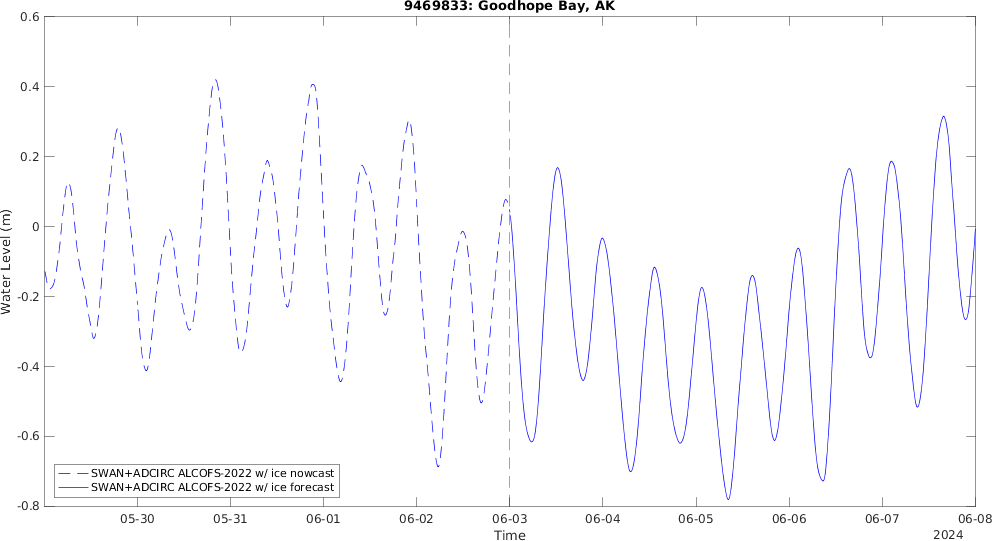 9469833: Goodhope Bay, AK
Water Level (m)
0.6
0.4
0.2
0
-0.2
-0.4
-0.6
-0.8
SWAN+ADCIRC ALCOFS-2022 w/ ice nowcast
SWAN+ADCIRC ALCOFS-2022 w/ ice forecast
05-30 05-31 06-01 06-02 06-03 06-04 06-05 06-06 06-07 06-08
Time
2024